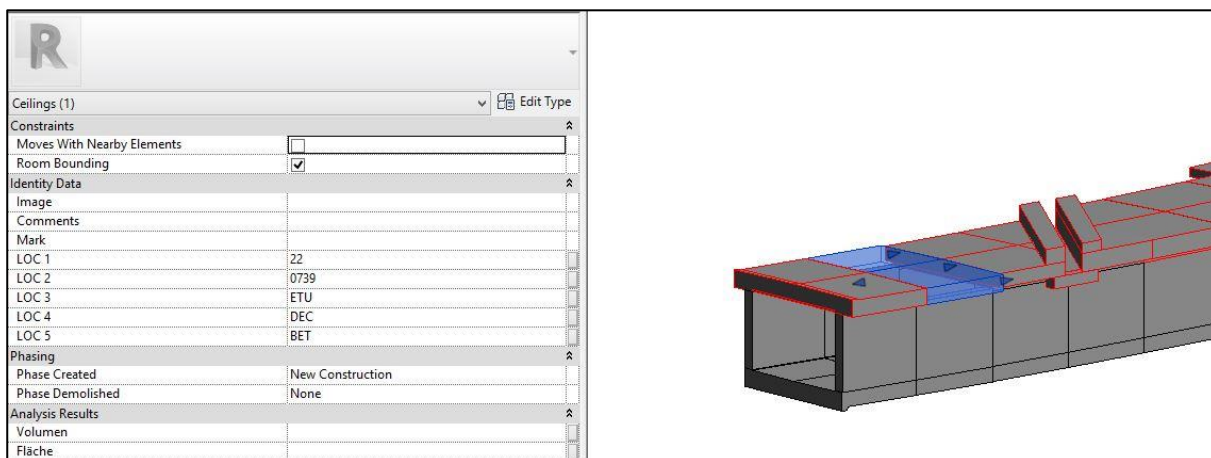 R
Ceilings (1) Edit Type
Constraints
Moves With Nearby Elements
Room Bounding
Identity Data
Image
Comments
Mark
LOC 1 22
LOC 2 0739
LOC 3 ETU
LOC 4 DEC
LOC 5 BET
Phasing
Phase Created New Construction
Phase Demolished None
Analysis Results
Volumen
Fläche